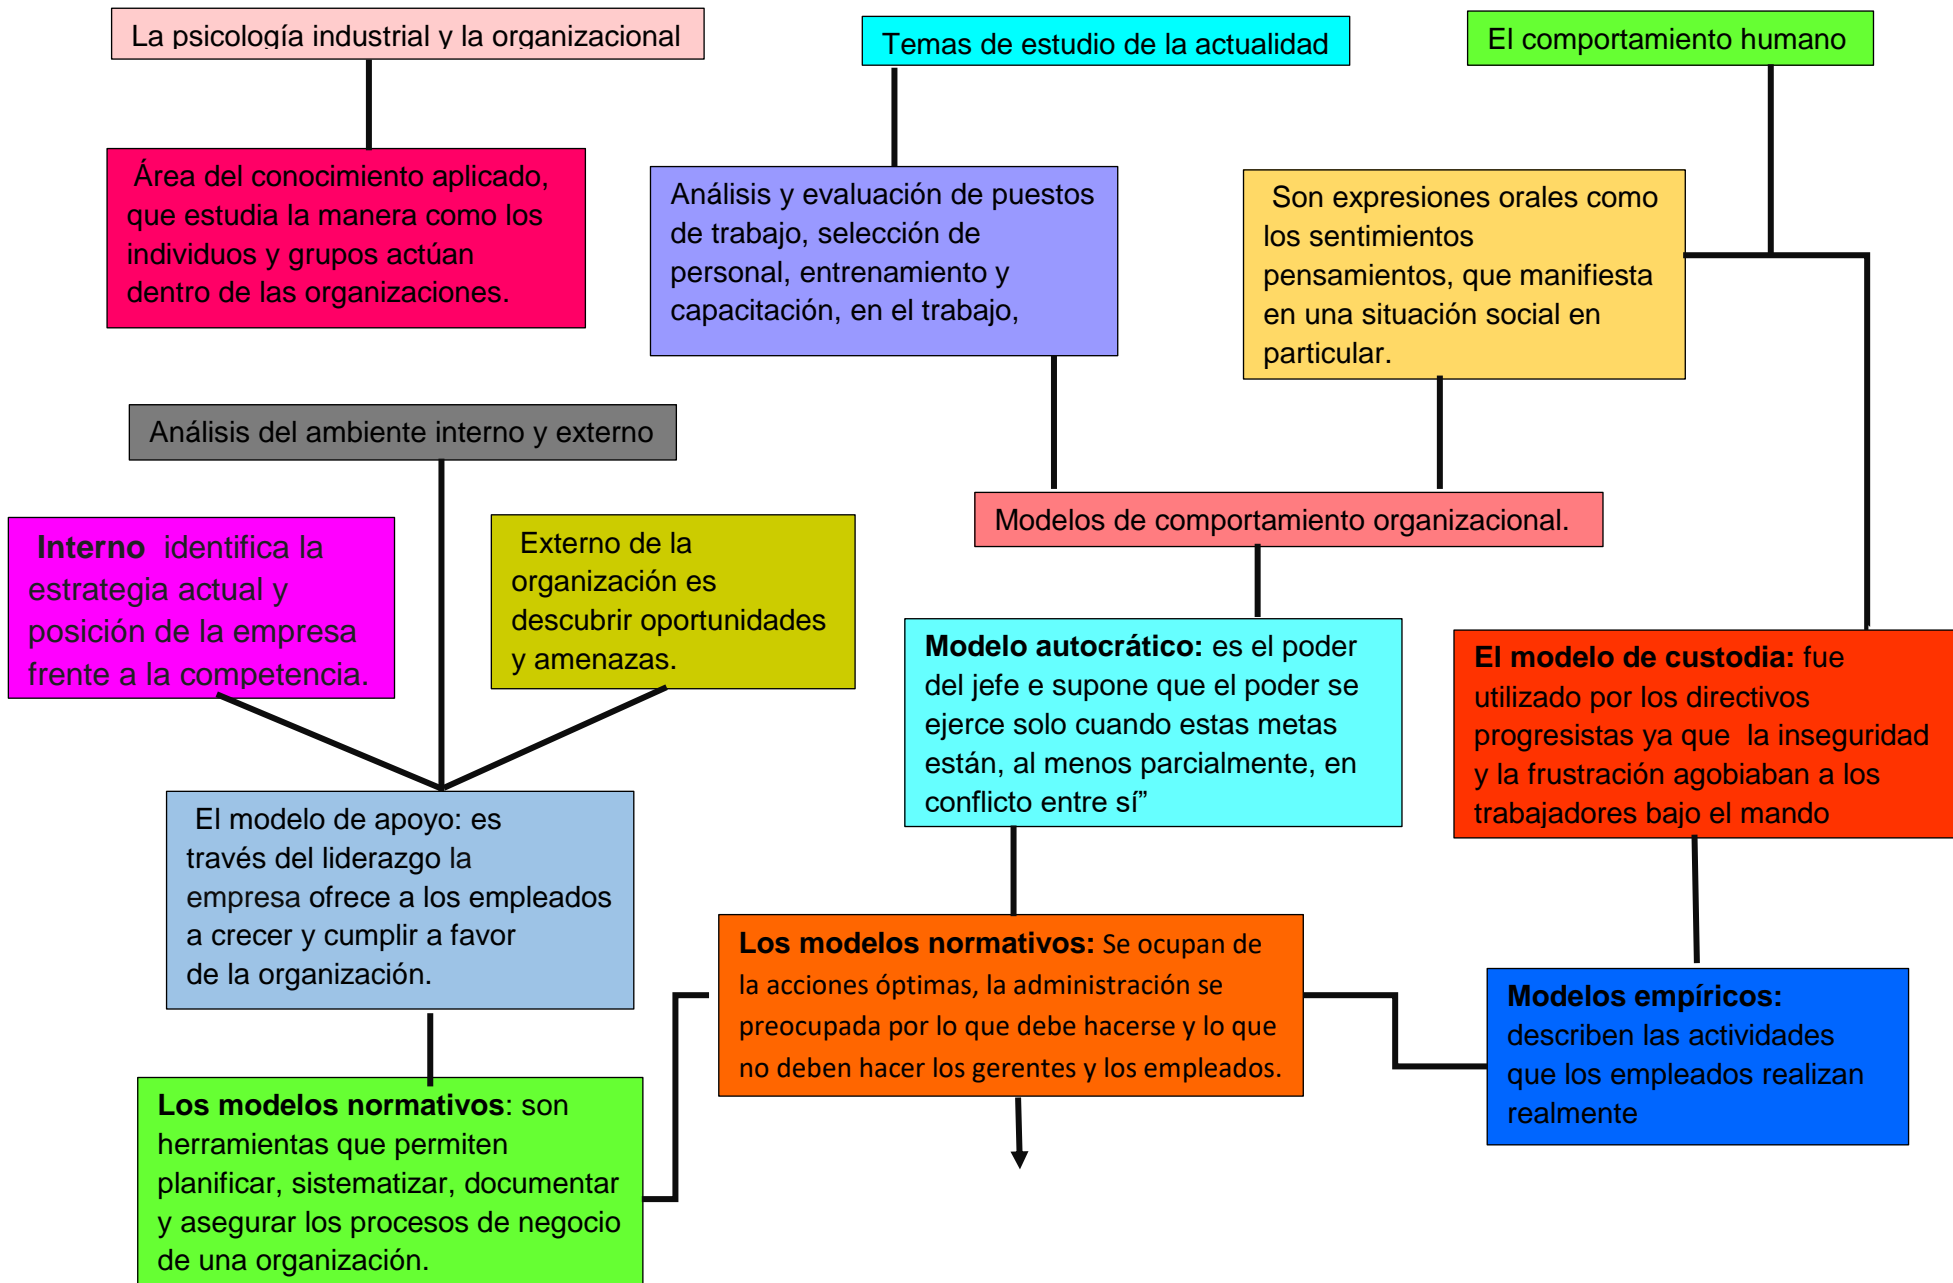 La psicología industrial y la organizacional
Temas de estudio de la actualidad
El comportamiento humano
Área del conocimiento aplicado,
que estudia la manera como los
individuos y grupos actúan
dentro de las organizaciones.
Análisis y evaluación de puestos
de trabajo, selección de
personal, entrenamiento y
capacitación, en el trabajo,
Son expresiones orales como
los sentimientos
pensamientos, que manifiesta
en una situación social en
particular.
Análisis del ambiente interno y externo
Modelos de comportamiento organizacional.
Interno identifica la
estrategia actual y
posición de la empresa
frente a la competencia.
Externo de la
organización es
descubrir oportunidades
y amenazas.
Modelo autocrático: es el poder
del jefe e supone que el poder se
ejerce solo cuando estas metas
están, al menos parcialmente, en
conflicto entre sí”
El modelo de custodia: fue
utilizado por los directivos
progresistas ya que la inseguridad
y la frustración agobiaban a los
trabajadores bajo el mando
El modelo de apoyo: es
través del liderazgo la
empresa ofrece a los empleados
a crecer y cumplir a favor
de la organización.
Los modelos normativos: Se ocupan de
la acciones óptimas, la administración se
preocupada por lo que debe hacerse y lo que
no deben hacer los gerentes y los empleados.
Modelos empíricos:
describen las actividades
que los empleados realizan
realmente
Los modelos normativos: son
herramientas que permiten
planificar, sistematizar, documentar
y asegurar los procesos de negocio
de una organización.